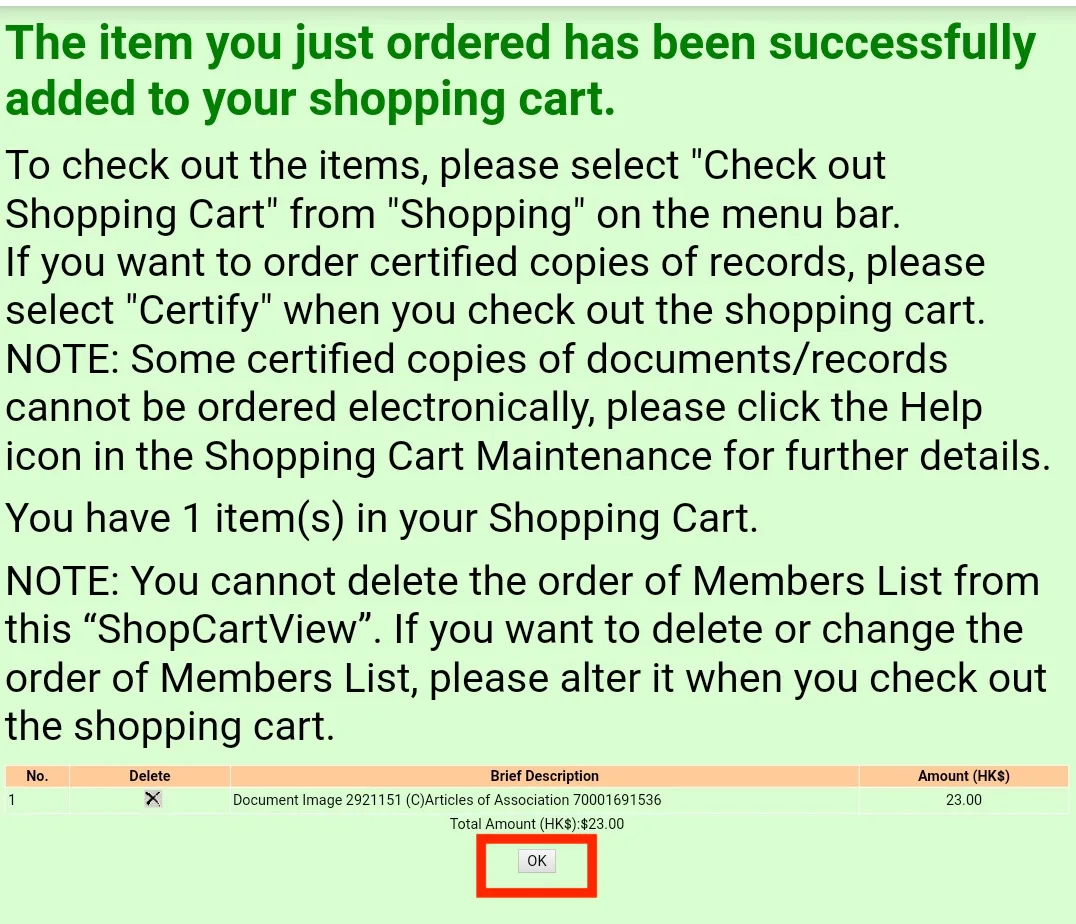 The item you just ordered has been successfully
added to your shopping cart.
To check out the items, please select "Check out
Shopping Cart" from "Shopping" on the menu bar.
If you want to order certified copies of records, please
select "Certify" when you check out the shopping cart.
NOTE: Some certified copies of documents/records
cannot be ordered electronically, please click the Help
icon in the Shopping Cart Maintenance for further details.
You have 1 item(s) in your Shopping Cart.
NOTE: You cannot delete the order of Members List from
this “ShopCartView”. If you want to delete or change the
order of Members List, please alter it when you check out
the shopping cart.
No. Delete Brief Description Amount (HK$)
1 Document Image 2921151 (C)Articles of Association 70001691536 23.00
Total Amount (HK$):$23.00
OK